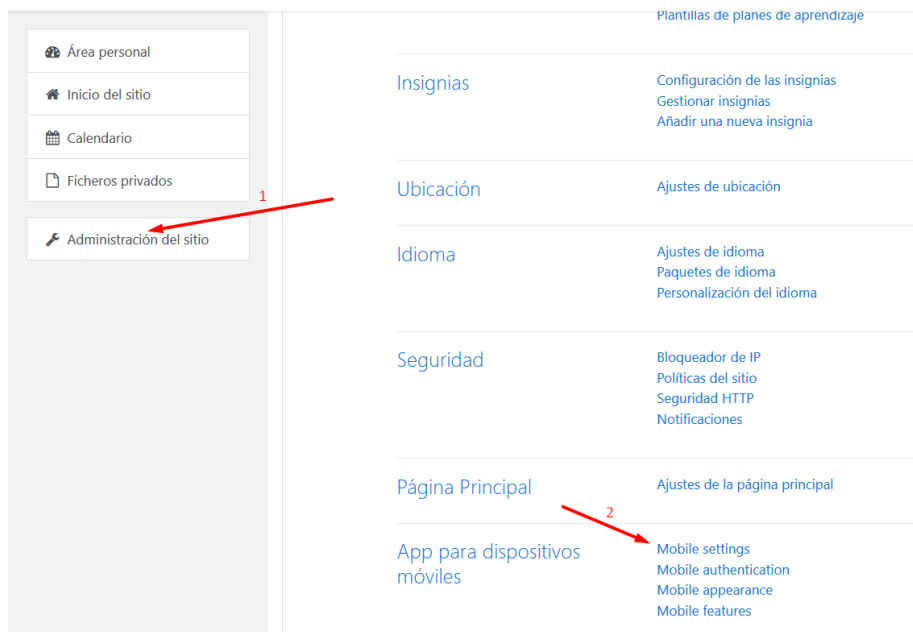 Plantillas de planes de aprendizaje
Área personal
Inicio del sitio
Calendario
Ficheros privados
1
Administración del sitio
Insignias
Configuración de las insignias
Gestionar insignias
Añadir una nueva insignia
Ubicación
Ajustes de ubicación
Idioma
Ajustes de idioma
Paquetes de idioma
Personalización del idioma
Seguridad
Bloqueador de IP
Políticas del sitio
Seguridad HTTP
Notificaciones
Página Principal
Ajustes de la página principal
2
App para dispositivos
móviles
Mobile settings
Mobile authentication
Mobile appearance
Mobile features